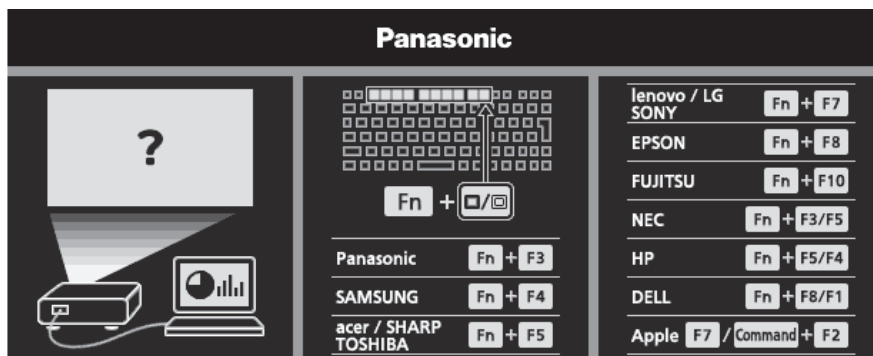 Panasonic
?
Fn + □/回
Panasonic Fn + F3
SAMSUNG Fn + F4
acer / SHARP
TOSHIBA Fn + F5
lenovo / LG
SONY Fn + F7
EPSON Fn + F8
FUJITSU Fn + F10
NEC Fn + F3/F5
HP Fn + F5/F4
DELL Fn + F8/F1
Apple F7 / Command + F2